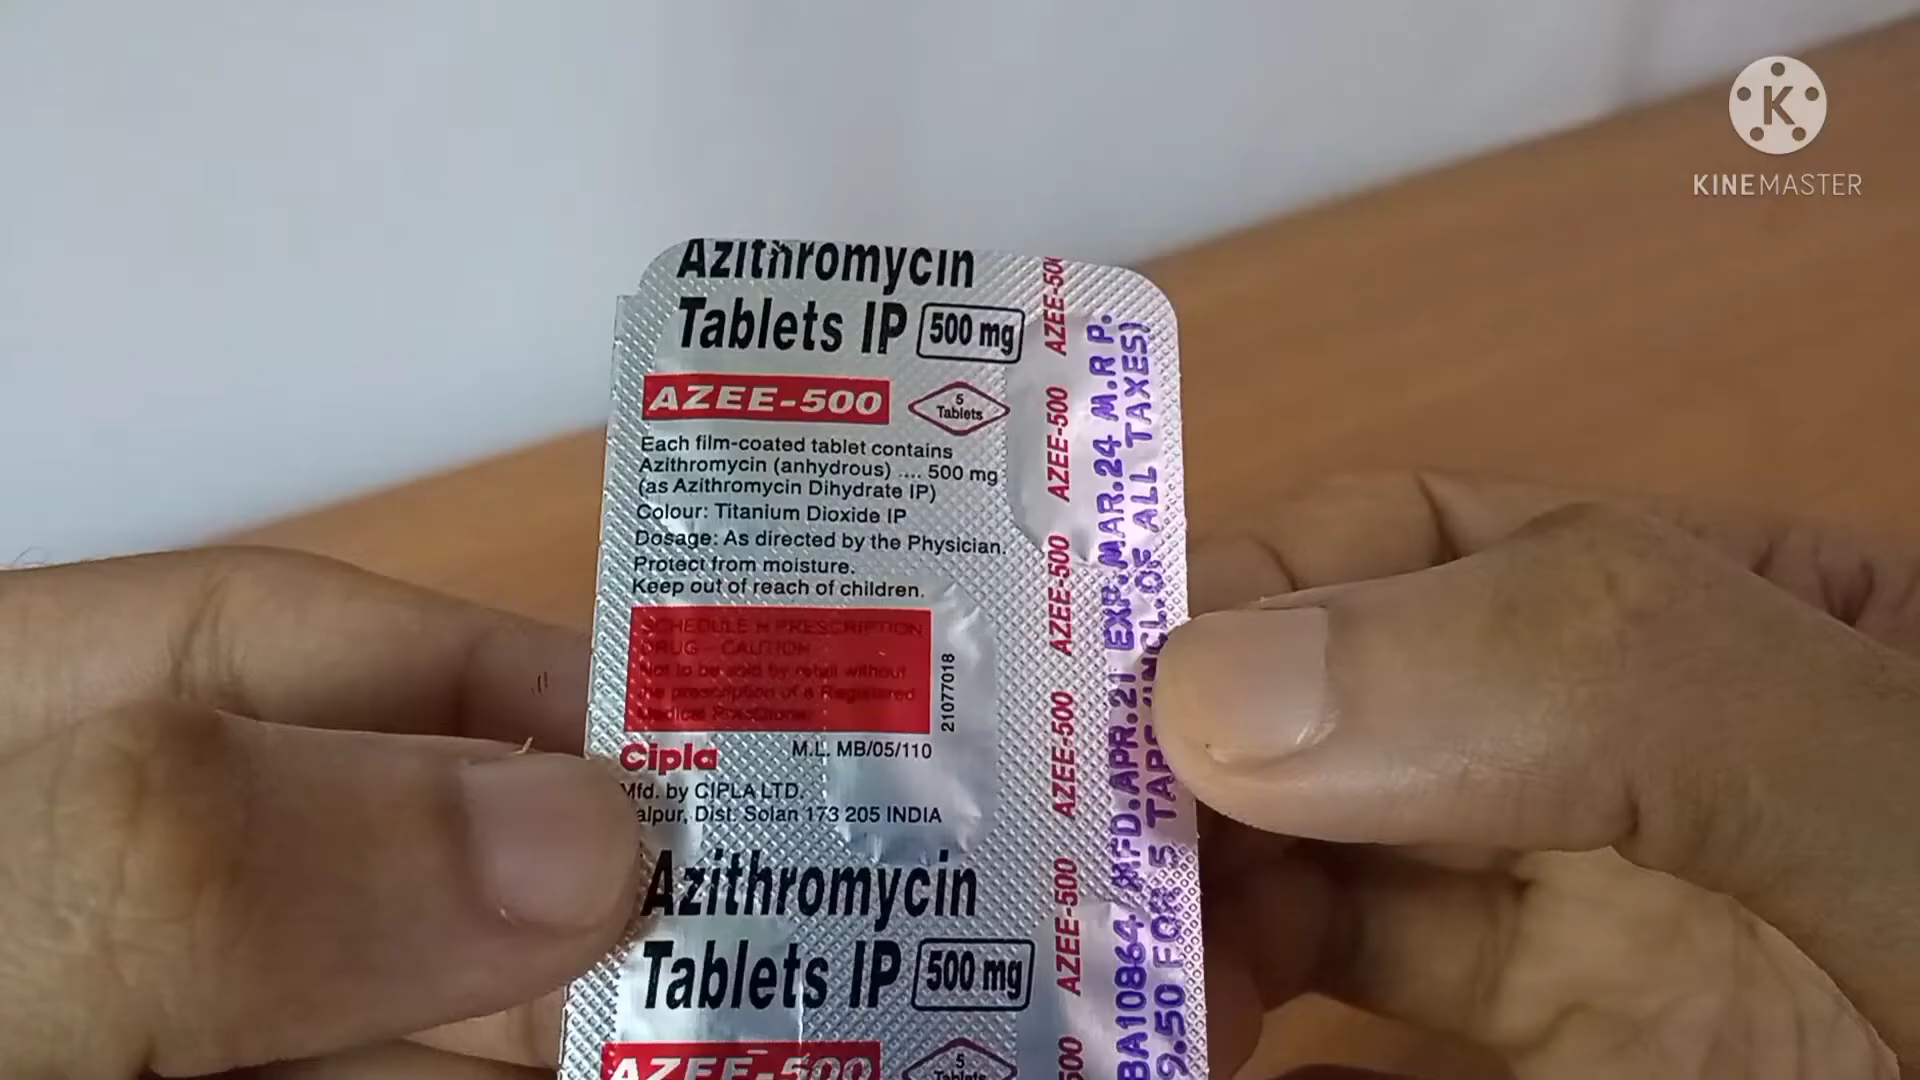 KINEMASTER
Azithromycin
Tablets IP 500 mg
AZEE-500
5
Tablets
Each film-coated tablet contains
Azithromycin (anhydrous) .... 500 mg
(as Azithromycin Dihydrate IP)
Colour: Titanium Dioxide IP
Dosage: As directed by the Physician.
Protect from moisture.
Keep out of reach of children.
SCHEDULE H PRESCRIPTION
DRUG - CAUTION
Not to be sold by retail without
the prescription of a Registered
Medical Practitioner.
21077018
Cipla
M.L. MB/05/110
Mfd. by CIPLA LTD.
alpur, Dist. Solan 173 205 INDIA
Azithromycin
Tablets IP 500 mg
AZEE-500
5
Tablets
AZEE-500
AZEE-500
AZEE-500
AZEE-500
AZEE-500
500
BA10864 MFD.APR.21 EXP.MAR.24 M.R.P.
9.50 FOR 5 TABS INCL.OF ALL TAXES)